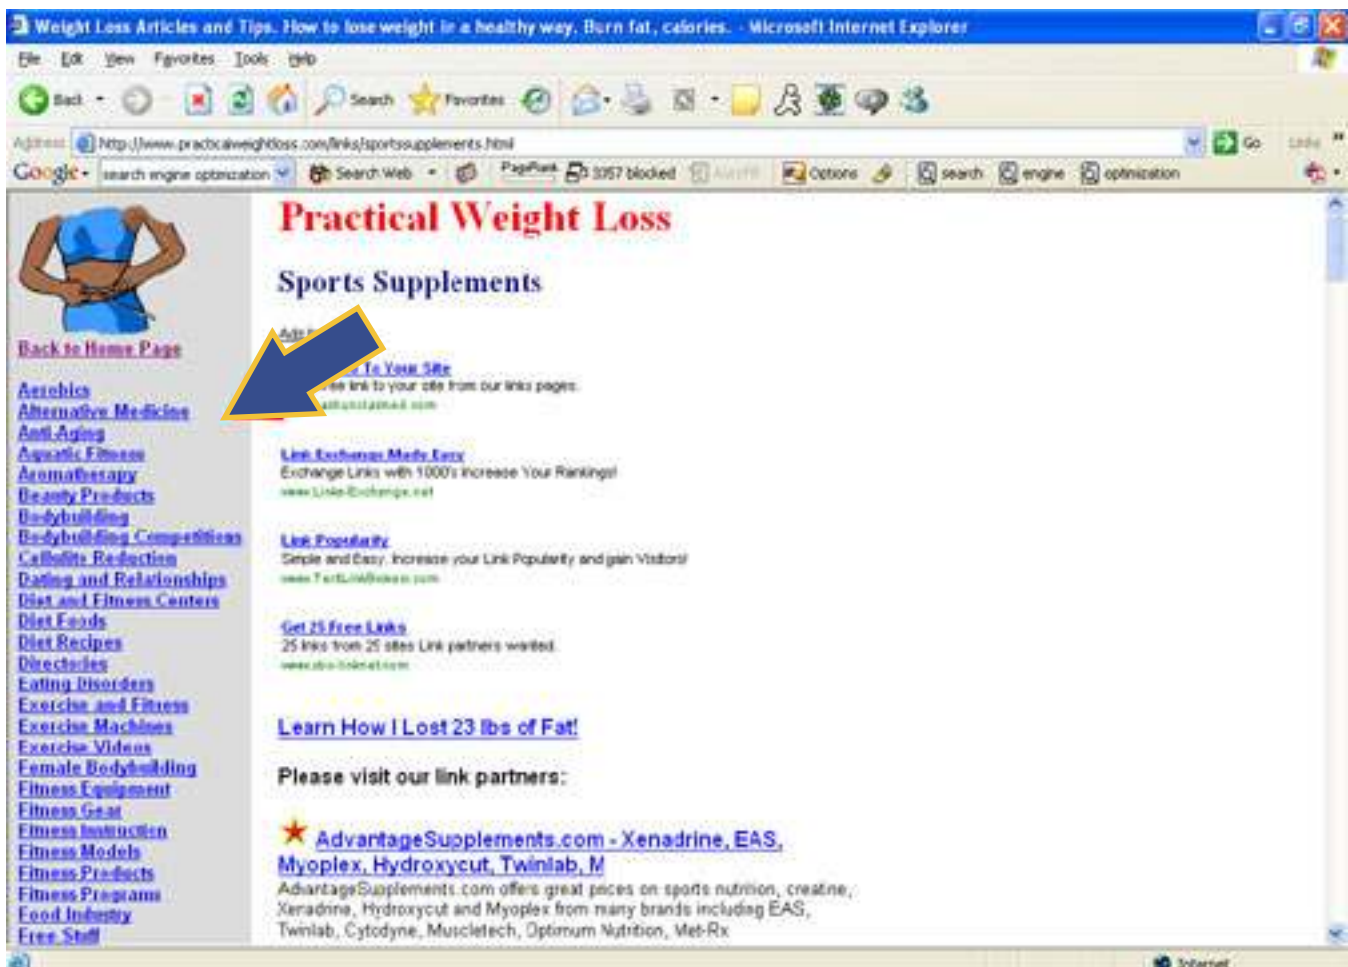 Weight Loss Articles and Tips. How to lose weight in a healthy way. Burn fat, calories. - Microsoft Internet Explorer
File Edit View Favorites Tools Help
Back Search Favorites
Address http://www.practicalweightloss.com/links/sportssupplements.html Go Links »
Google search engine optimization Search Web PageRank 3357 blocked Options search engine optimization
Practical Weight Loss
Sports Supplements
Back to Home Page
Aerobics
Alternative Medicine
Anti-Aging
Aquatic Fitness
Aromatherapy
Beauty Products
Bodybuilding
Bodybuilding Competitions
Cellulite Reduction
Dating and Relationships
Diet and Fitness Centers
Diet Foods
Diet Recipes
Directories
Eating Disorders
Exercise and Fitness
Exercise Machines
Exercise Videos
Female Bodybuilding
Fitness Equipment
Fitness Gear
Fitness Instruction
Fitness Models
Fitness Products
Fitness Programs
Food Industry
Free Stuff
To Your Site
link to your site from our links pages.
Link Exchange Made Easy
Exchange Links with 1000's Increase Your Rankings!
www.Links-Exchange.net
Link Popularity
Simple and Easy. Increase your Link Popularity and gain Visitors!
Get 25 Free Links
25 links from 25 sites Link partners wanted.
Learn How I Lost 23 lbs of Fat!
Please visit our link partners:
AdvantageSupplements.com - Xenadrine, EAS,
Myoplex, Hydroxycut, Twinlab, M
AdvantageSupplements.com offers great prices on sports nutrition, creatine,
Xenadrine, Hydroxycut and Myoplex from many brands including EAS,
Twinlab, Cytodyne, Muscletech, Optimum Nutrition, Met-Rx
Internet